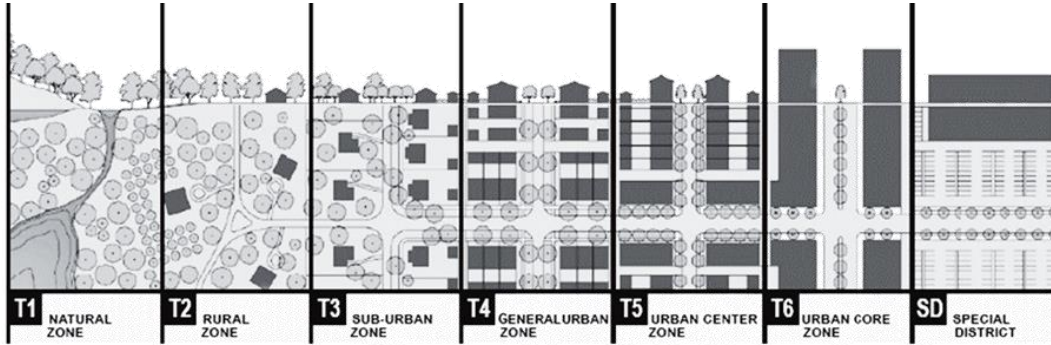 T1 NATURAL
ZONE
T2 RURAL
ZONE
T3 SUB-URBAN
ZONE
T4 GENERALURBAN
ZONE
T5 URBAN CENTER
ZONE
T6 URBAN CORE
ZONE
SD SPECIAL
DISTRICT